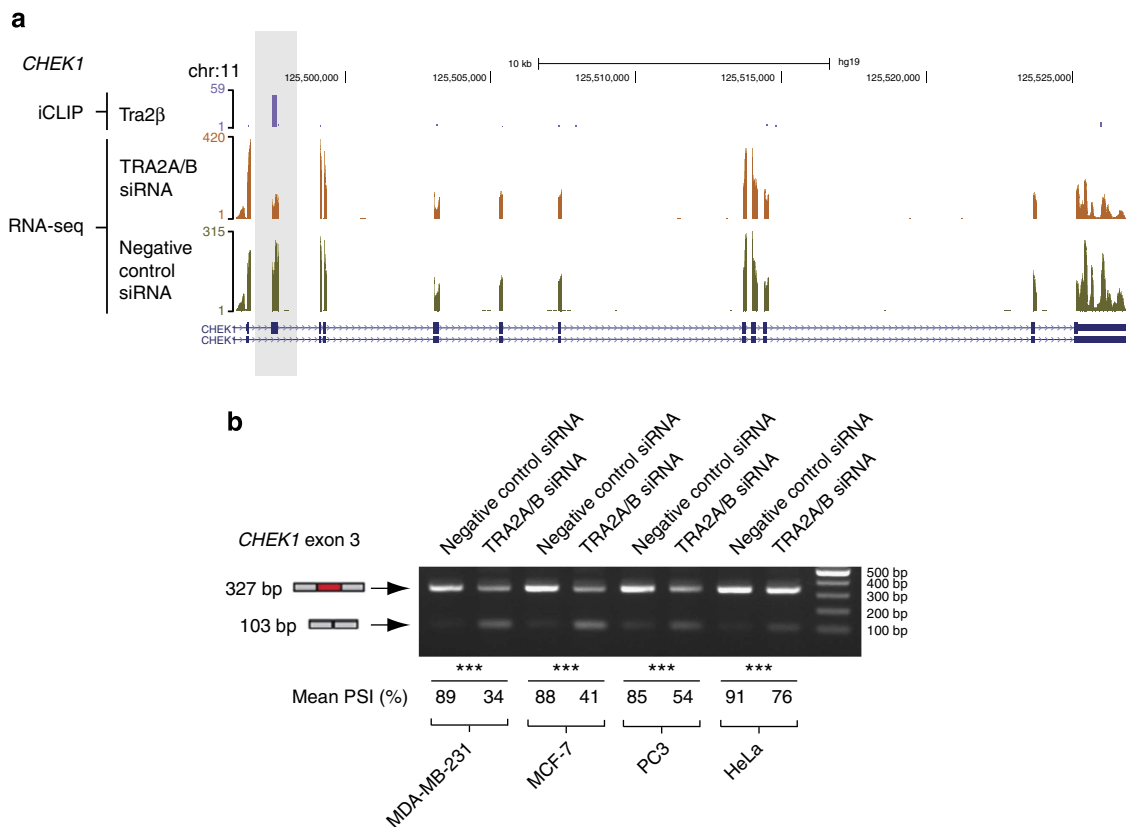 a
CHEK1
chr:11
10 kb
hg19
125,500,000
125,505,000
125,510,000
125,515,000
125,520,000
125,525,000
iCLIP
Tra2β
59
1
RNA-seq
TRA2A/B
siRNA
420
1
Negative
control
siRNA
315
1
CHEK1
CHEK1
b
Negative control siRNA
TRA2A/B siRNA
Negative control siRNA
TRA2A/B siRNA
Negative control siRNA
TRA2A/B siRNA
Negative control siRNA
TRA2A/B siRNA
CHEK1 exon 3
327 bp
103 bp
500 bp
400 bp
300 bp
200 bp
100 bp
*** *** *** ***
Mean PSI (%) 89 34 88 41 85 54 91 76
MDA-MB-231
MCF-7
PC3
HeLa